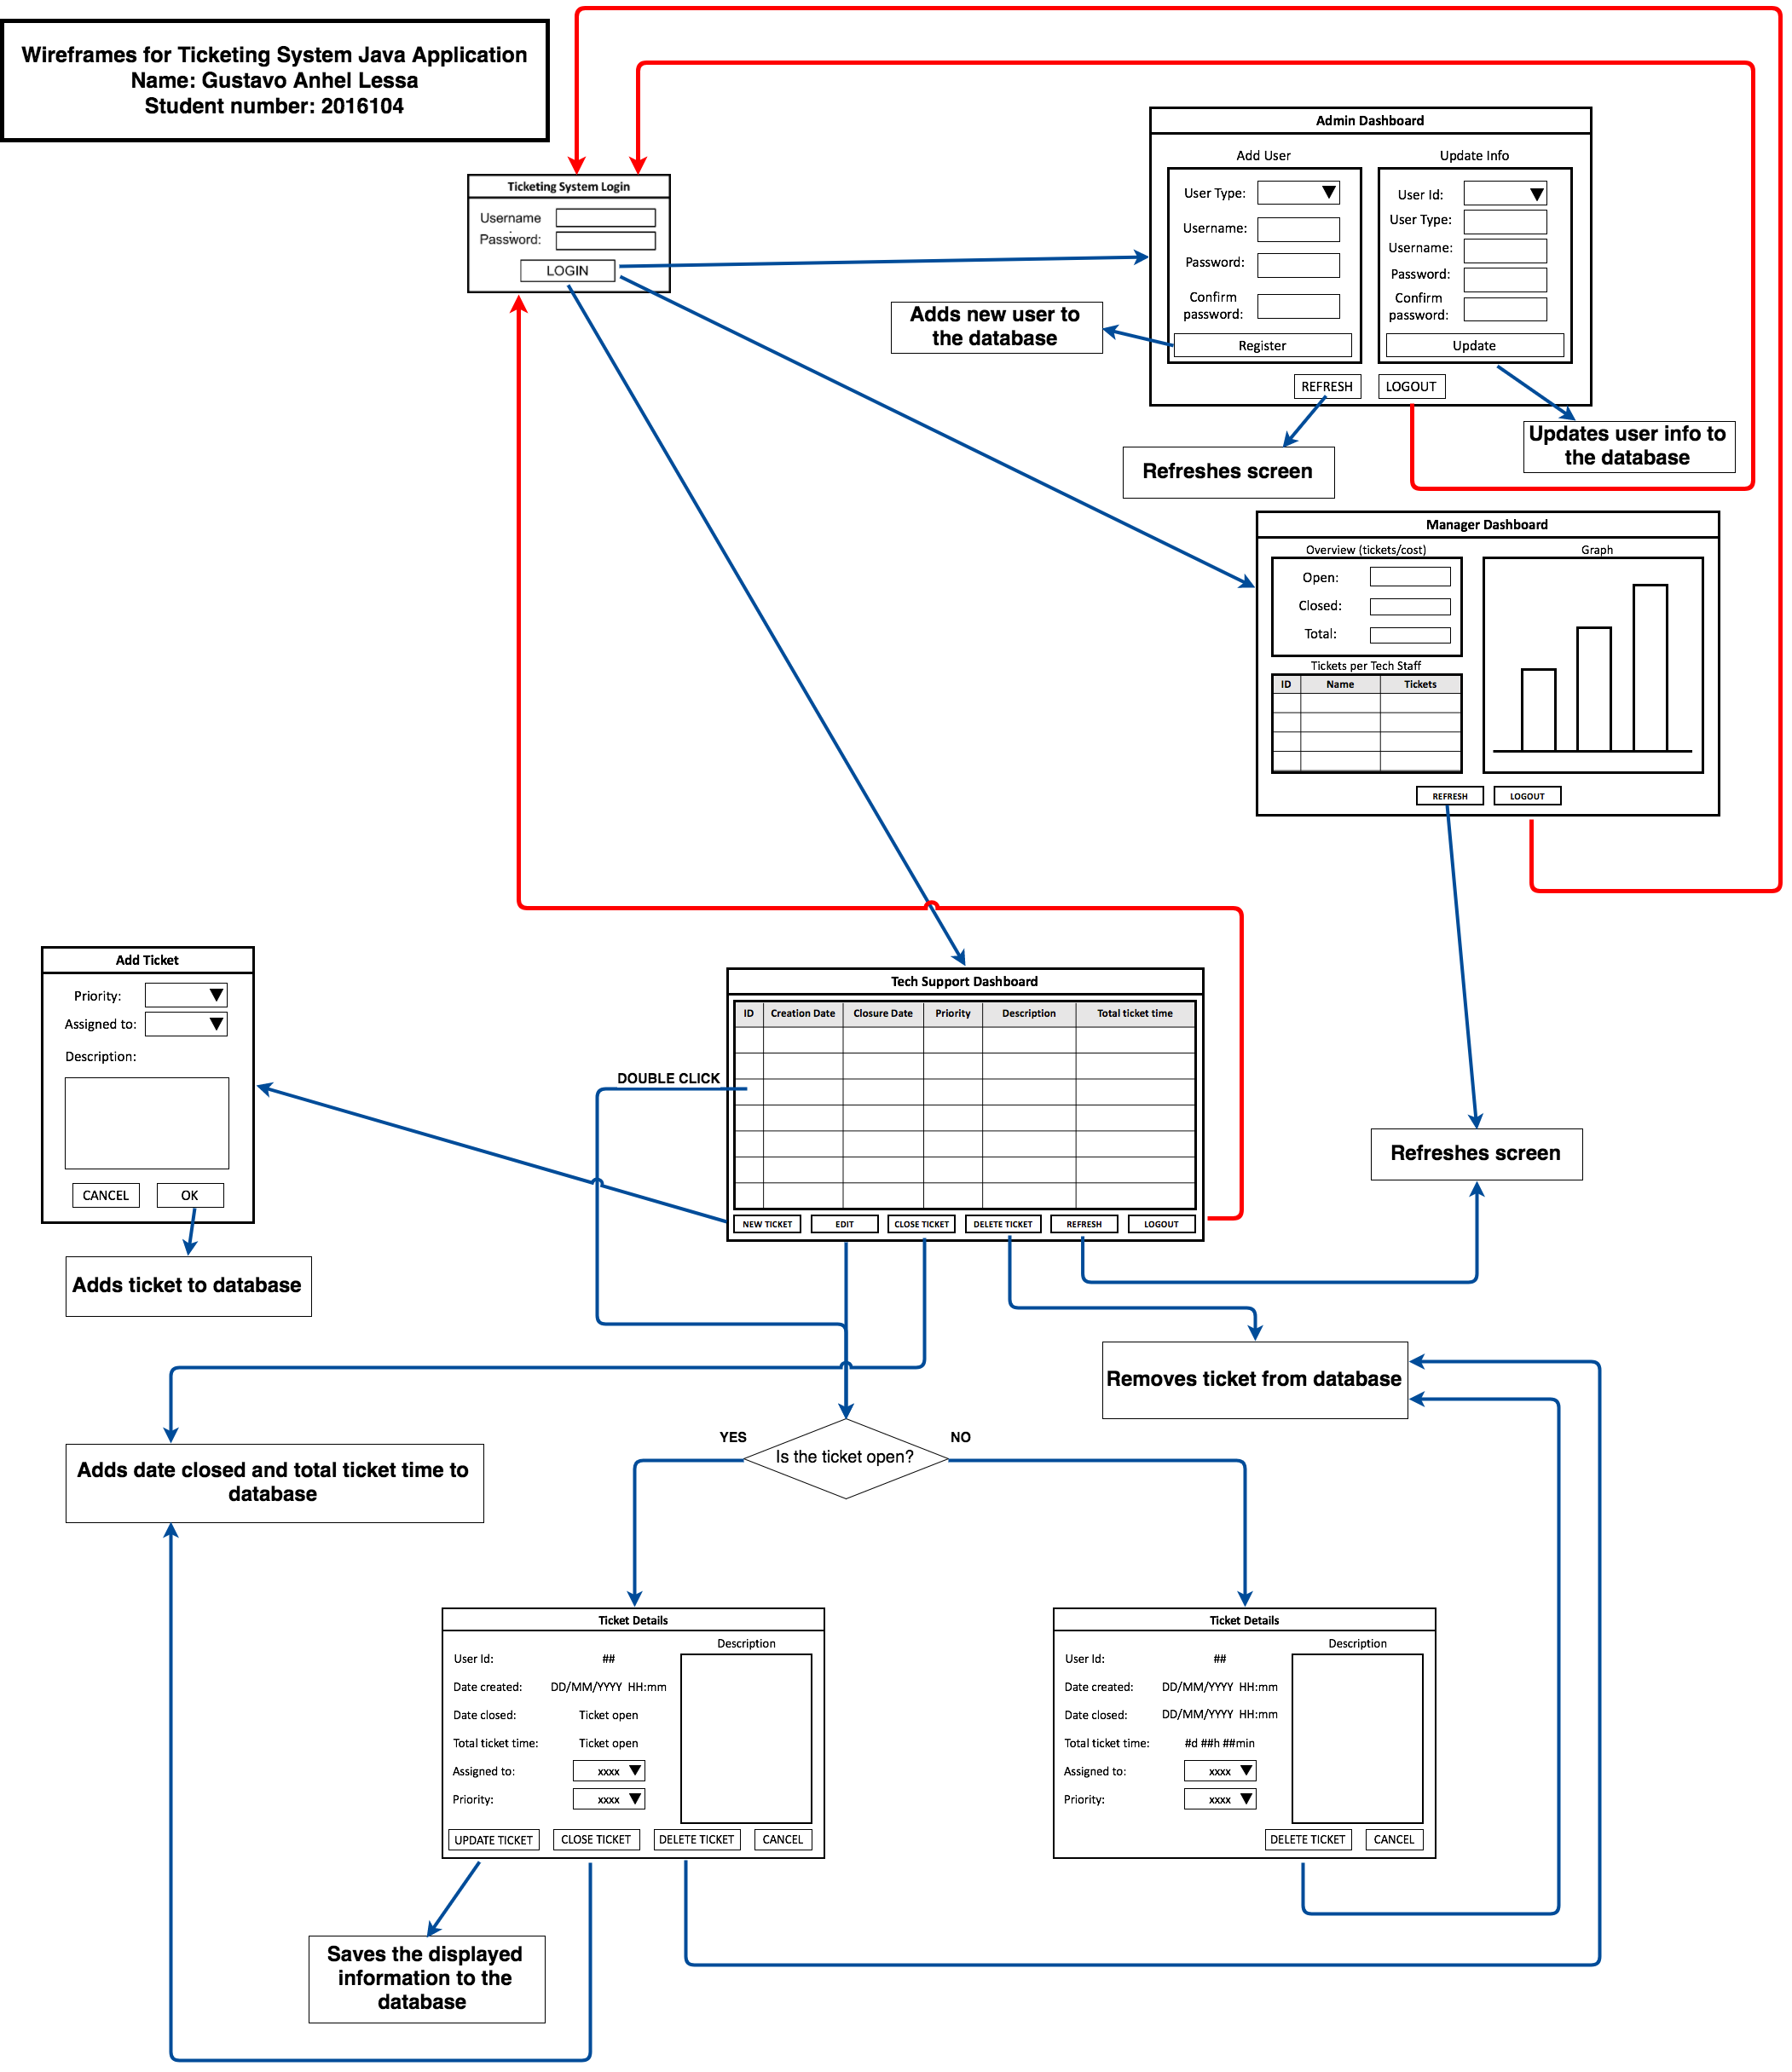 Wireframes for Ticketing System Java Application
Name: Gustavo Anhel Lessa
Student number: 2016104
Ticketing System Login
Username
Password:
LOGIN
Admin Dashboard
Add User
User Type:
Username:
Password:
Confirm
password:
Register
Update Info
User Id:
User Type:
Username:
Password:
Confirm
password:
Update
REFRESH
LOGOUT
Adds new user to
the database
Refreshes screen
Updates user info to
the database
Manager Dashboard
Overview (tickets/cost)
Open:
Closed:
Total:
Tickets per Tech Staff
ID Name Tickets
Graph
REFRESH
LOGOUT
Add Ticket
Priority:
Assigned to:
Description:
CANCEL
OK
Adds ticket to database
Tech Support Dashboard
ID Creation Date Closure Date Priority Description Total ticket time
DOUBLE CLICK
NEW TICKET
EDIT
CLOSE TICKET
DELETE TICKET
REFRESH
LOGOUT
Refreshes screen
Removes ticket from database
Adds date closed and total ticket time to
database
YES
Is the ticket open?
NO
Ticket Details
User Id: ##
Date created: DD/MM/YYYY HH:mm
Date closed: Ticket open
Total ticket time: Ticket open
Assigned to: xxxx
Priority: xxxx
Description
UPDATE TICKET
CLOSE TICKET
DELETE TICKET
CANCEL
Ticket Details
User Id: ##
Date created: DD/MM/YYYY HH:mm
Date closed: DD/MM/YYYY HH:mm
Total ticket time: #d ##h ##min
Assigned to: xxxx
Priority: xxxx
Description
DELETE TICKET
CANCEL
Saves the displayed
information to the
database